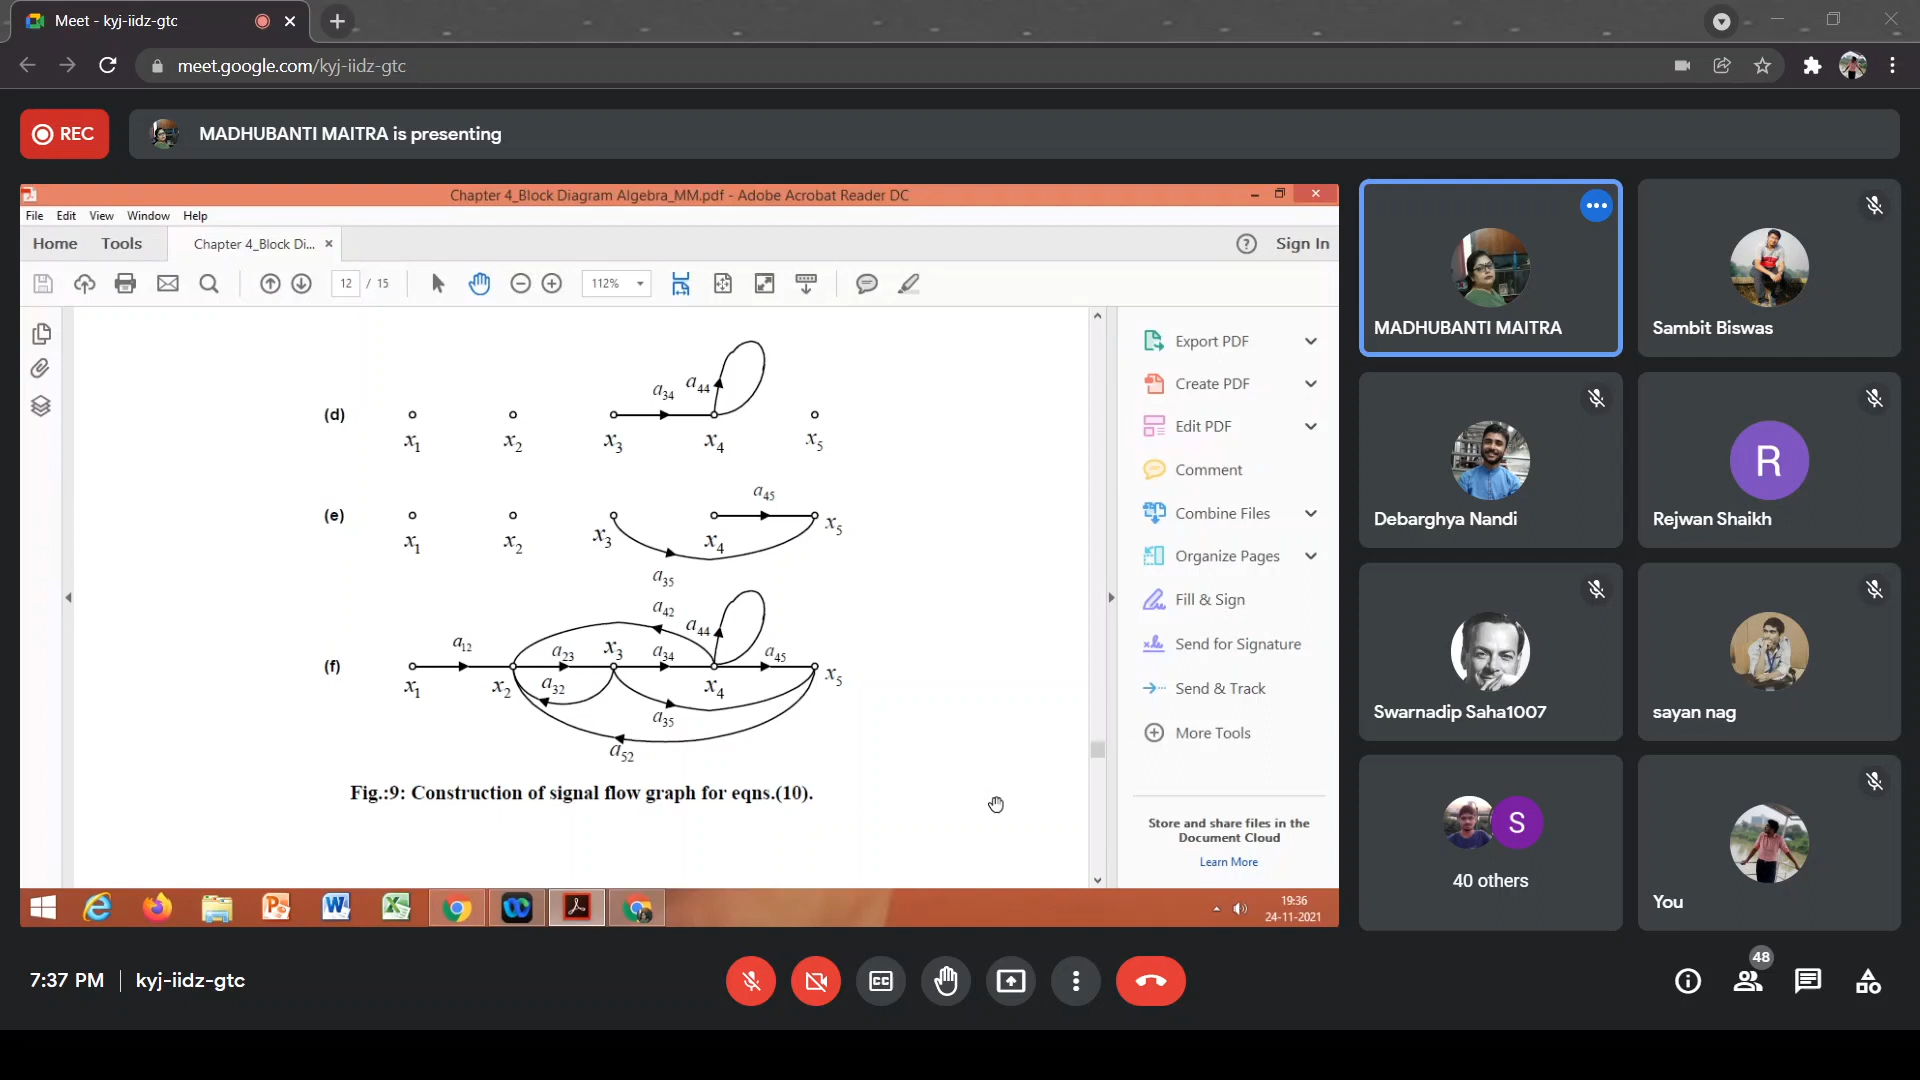 Meet - kyj-iidz-gtc
meet.google.com/kyj-iidz-gtc
REC
MADHUBANTI MAITRA is presenting
Chapter 4_Block Diagram Algebra_MM.pdf - Adobe Acrobat Reader DC
File Edit View Window Help
Home Tools Chapter 4_Block Di... Sign In
12 / 15 112%
a34 a44
(d)
x1 x2 x3 x4 x5
a45
(e)
x1 x2 x3 x4 x5
a35
a42
a12 a23 x3 a34 a44 a45
(f)
x1 x2 a32 x4 x5
a35
a52
Fig.:9: Construction of signal flow graph for eqns.(10).
Export PDF
Create PDF
Edit PDF
Comment
Combine Files
Organize Pages
Fill & Sign
Send for Signature
Send & Track
More Tools
Store and share files in the
Document Cloud
Learn More
19:36
24-11-2021
MADHUBANTI MAITRA
Sambit Biswas
Debarghya Nandi
R
Rejwan Shaikh
Swarnadip Saha1007
sayan nag
S
40 others
You
7:37 PM kyj-iidz-gtc
CC
48